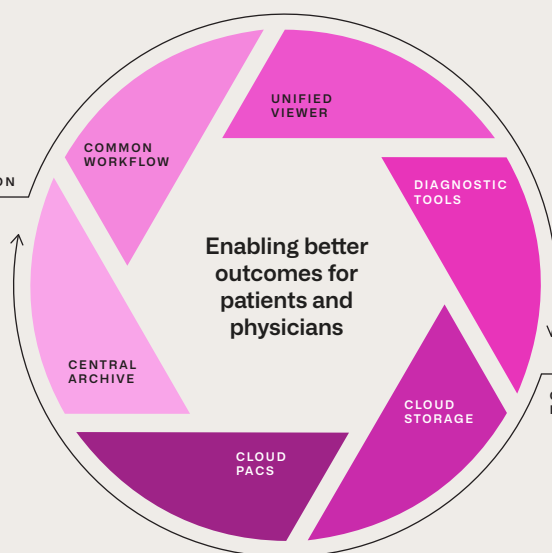 UNIFIED
VIEWER
COMMON
WORKFLOW
ON
DIAGNOSTIC
TOOLS
Enabling better
outcomes for
patients and
physicians
CENTRAL
ARCHIVE
CLOUD
STORAGE
CLOUD
PACS